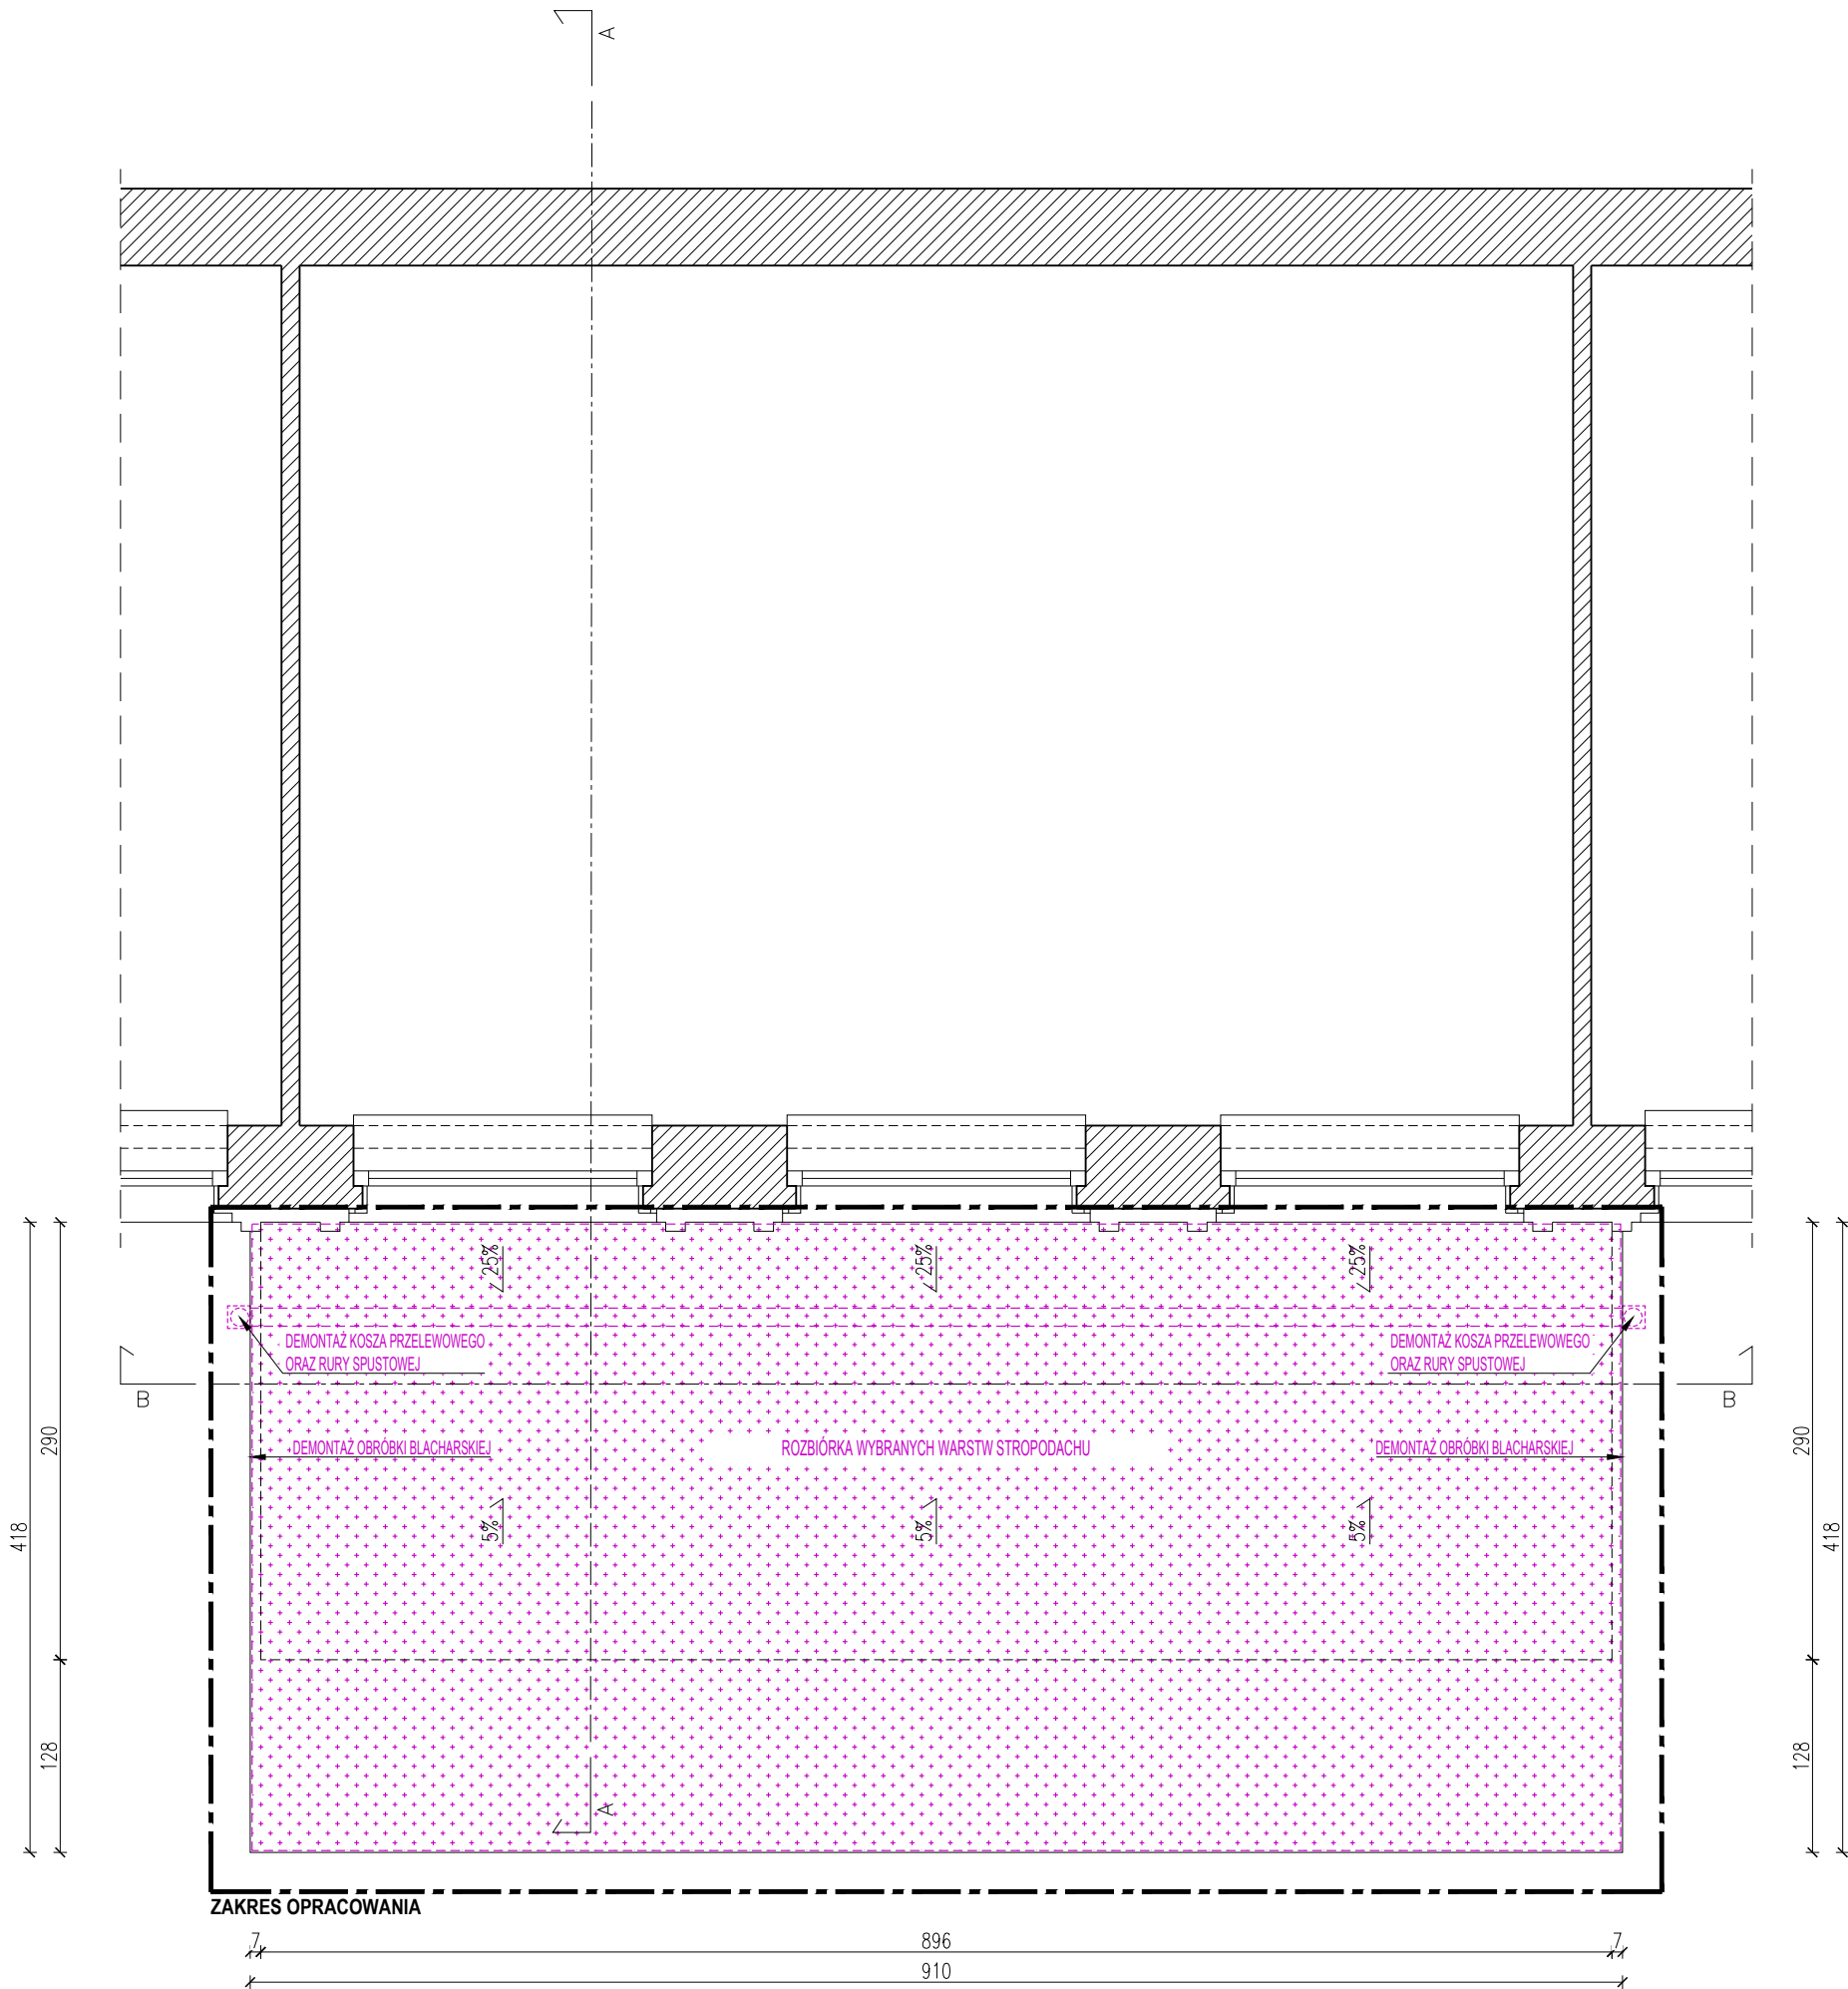 A
25%
25%
25%
DEMONTAŻ KOSZA PRZELEWOWEGO
ORAZ RURY SPUSTOWEJ
DEMONTAŻ KOSZA PRZELEWOWEGO
ORAZ RURY SPUSTOWEJ
B
B
290
290
DEMONTAŻ OBRÓBKI BLACHARSKIEJ
ROZBIÓRKA WYBRANYCH WARSTW STROPODACHU
DEMONTAŻ OBRÓBKI BLACHARSKIEJ
418
5%
5%
5%
418
128
128
A
ZAKRES OPRACOWANIA
7
896
7
910